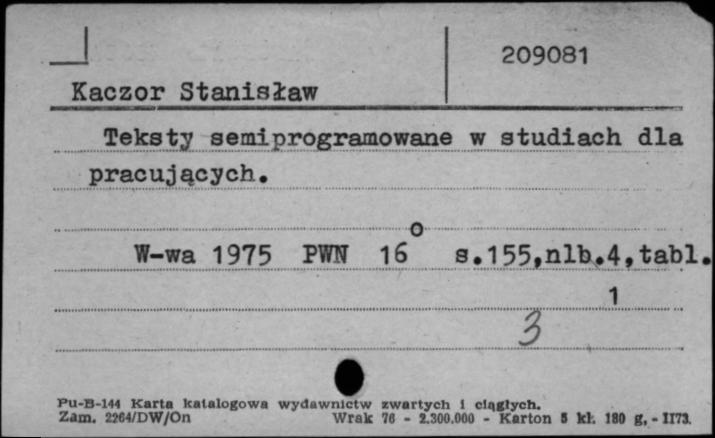 209081
Kaczor Stanisław
Teksty semiprogramowane w studiach dla
pracujących.
W-wa 1975 PWN 16° s.155,nlb.4,tabl.
1
3
Pu-B-144 Karta katalogowa wydawnictw zwartych i ciągłych.
Zam. 2264/DW/On Wrak 76 - 2.300.000 - Karton 5 kl. 180 g, - II73.